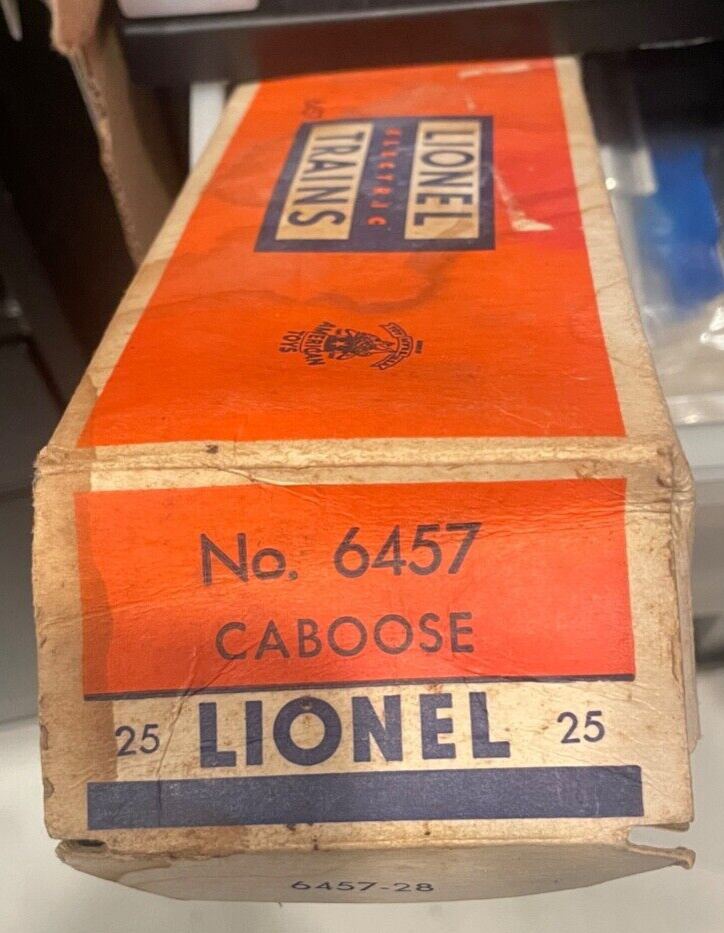 LIONEL
ELECTRIC
TRAINS
AMERICAN
TOYS
No. 6457
CABOOSE
25 LIONEL 25
6457-28